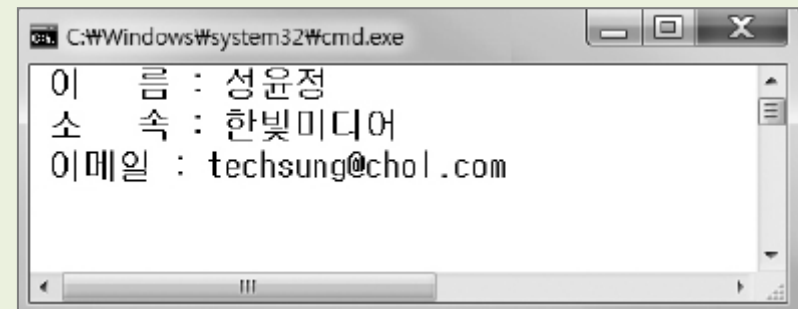 C:₩Windows₩system32₩cmd.exe
이   름 : 성윤정
소   속 : 한빛미디어
이메일 : techsung@chol.com